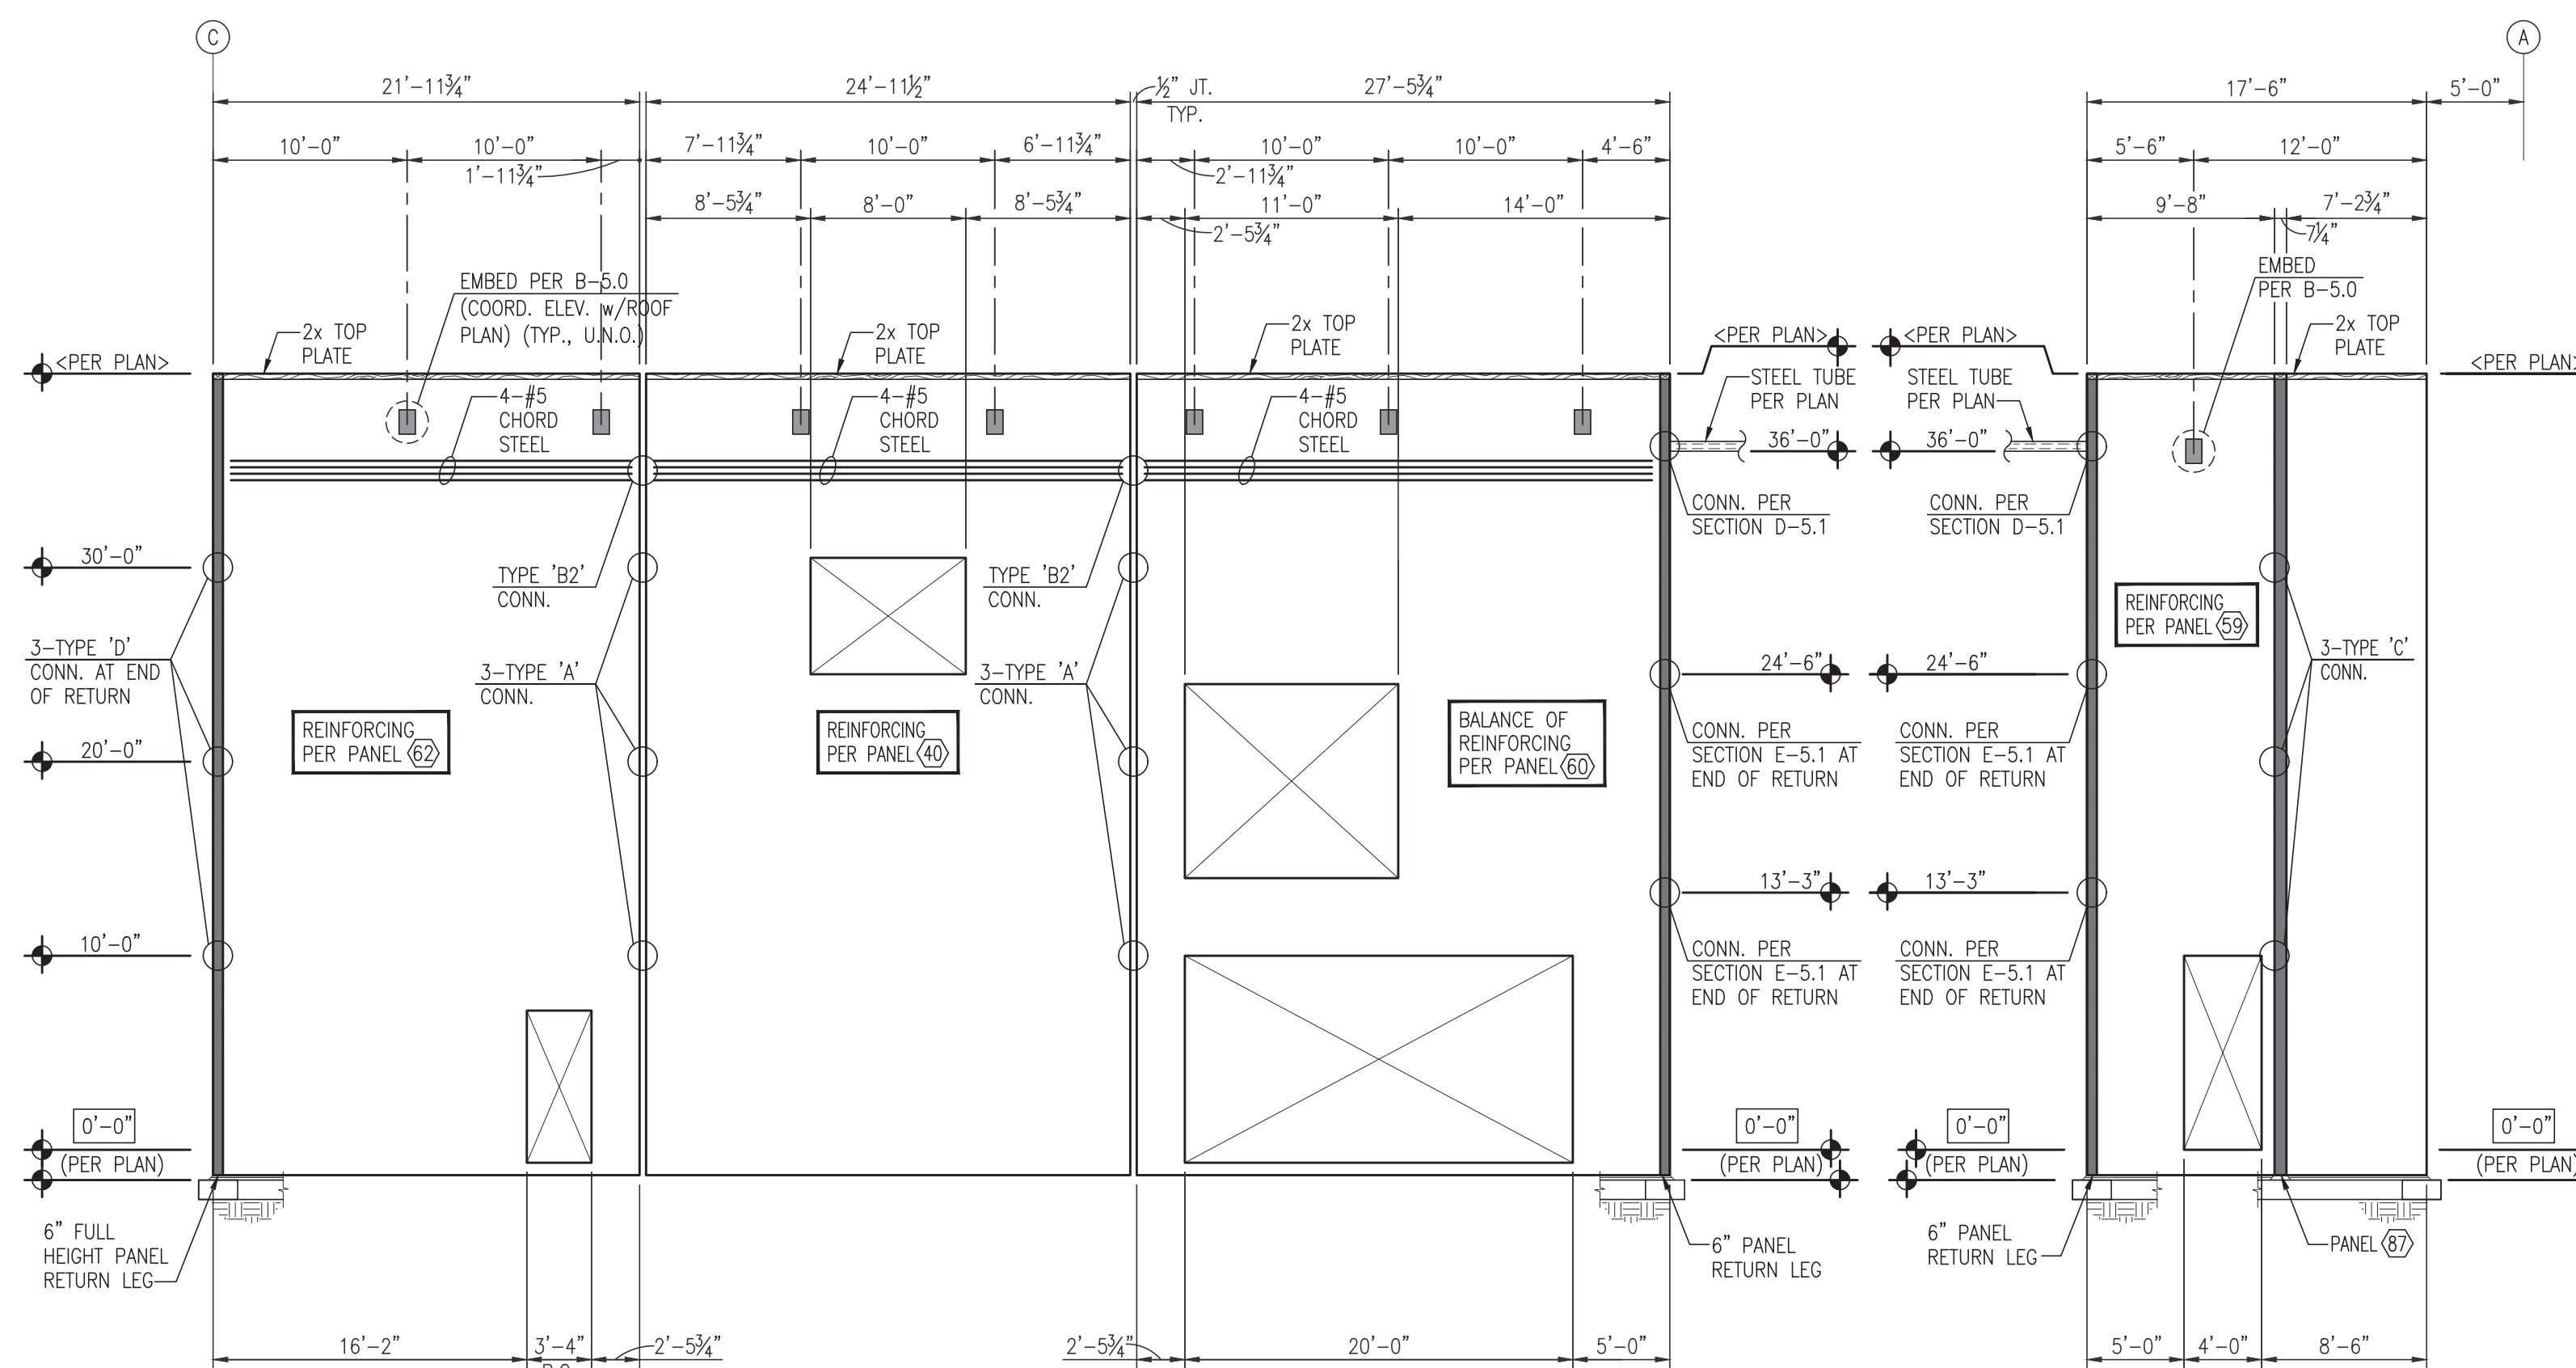 C
A
21'-11¾"
24'-11½"
½" JT.
TYP.
27'-5¾"
17'-6"
5'-0"
10'-0"
10'-0"
1'-11¾"
7'-11¾"
10'-0"
6'-11¾"
2'-11¾"
10'-0"
10'-0"
4'-6"
5'-6"
12'-0"
8'-5¾"
8'-0"
8'-5¾"
2'-5¾"
11'-0"
14'-0"
9'-8"
7¼"
7'-2¾"
EMBED PER B-5.0
(COORD. ELEV. w/ROOF
PLAN) (TYP., U.N.O.)
EMBED
PER B-5.0
2x TOP
PLATE
2x TOP
PLATE
2x TOP
PLATE
2x TOP
PLATE
<PER PLAN>
<PER PLAN>
<PER PLAN>
<PER PLAN>
4-#5
CHORD
STEEL
4-#5
CHORD
STEEL
4-#5
CHORD
STEEL
STEEL TUBE
PER PLAN
STEEL TUBE
PER PLAN
36'-0"
36'-0"
CONN. PER
SECTION D-5.1
CONN. PER
SECTION D-5.1
30'-0"
TYPE 'B2'
CONN.
TYPE 'B2'
CONN.
3-TYPE 'D'
CONN. AT END
OF RETURN
3-TYPE 'A'
CONN.
3-TYPE 'A'
CONN.
3-TYPE 'C'
CONN.
REINFORCING
PER PANEL 59
24'-6"
24'-6"
REINFORCING
PER PANEL 62
REINFORCING
PER PANEL 40
BALANCE OF
REINFORCING
PER PANEL 60
CONN. PER
SECTION E-5.1 AT
END OF RETURN
CONN. PER
SECTION E-5.1 AT
END OF RETURN
20'-0"
13'-3"
13'-3"
10'-0"
CONN. PER
SECTION E-5.1 AT
END OF RETURN
CONN. PER
SECTION E-5.1 AT
END OF RETURN
0'-0"
(PER PLAN)
0'-0"
(PER PLAN)
0'-0"
(PER PLAN)
0'-0"
(PER PLAN)
6" FULL
HEIGHT PANEL
RETURN LEG
6" PANEL
RETURN LEG
6" PANEL
RETURN LEG
PANEL 87
16'-2"
3'-4"
2'-5¾"
2'-5¾"
20'-0"
5'-0"
5'-0"
4'-0"
8'-6"